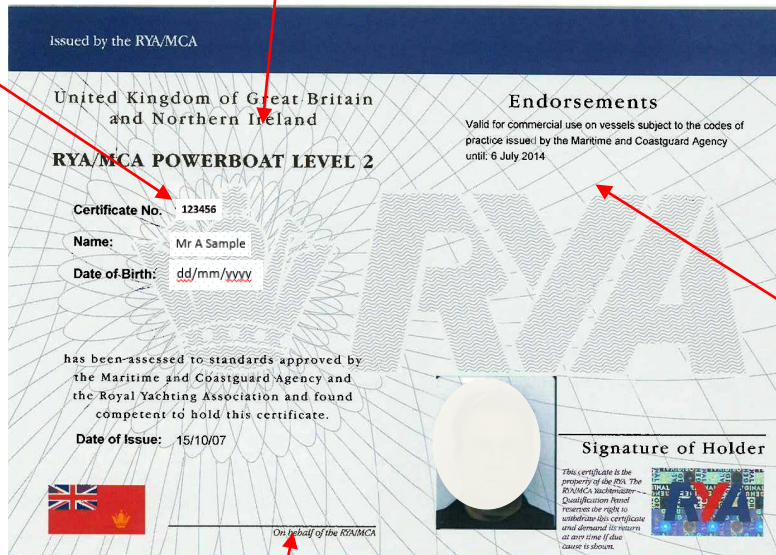 Issued by the RYA/MCA
United Kingdom of Great Britain
and Northern Ireland
RYA/MCA POWERBOAT LEVEL 2
Certificate No. 123456
Name: Mr A Sample
Date of Birth: dd/mm/yyyy
has been assessed to standards approved by
the Maritime and Coastguard Agency and
the Royal Yachting Association and found
competent to hold this certificate.
Date of Issue: 15/10/07
On behalf of the RYA/MCA
Endorsements
Valid for commercial use on vessels subject to the codes of
practice issued by the Maritime and Coastguard Agency
until: 6 July 2014
RYA
Signature of Holder
This certificate is the
property of the RYA. The
RYA/MCA Yachtmaster
Qualification Panel
reserves the right to
withdraw this certificate
and demand its return
at any time if due
cause is shown.
RYA